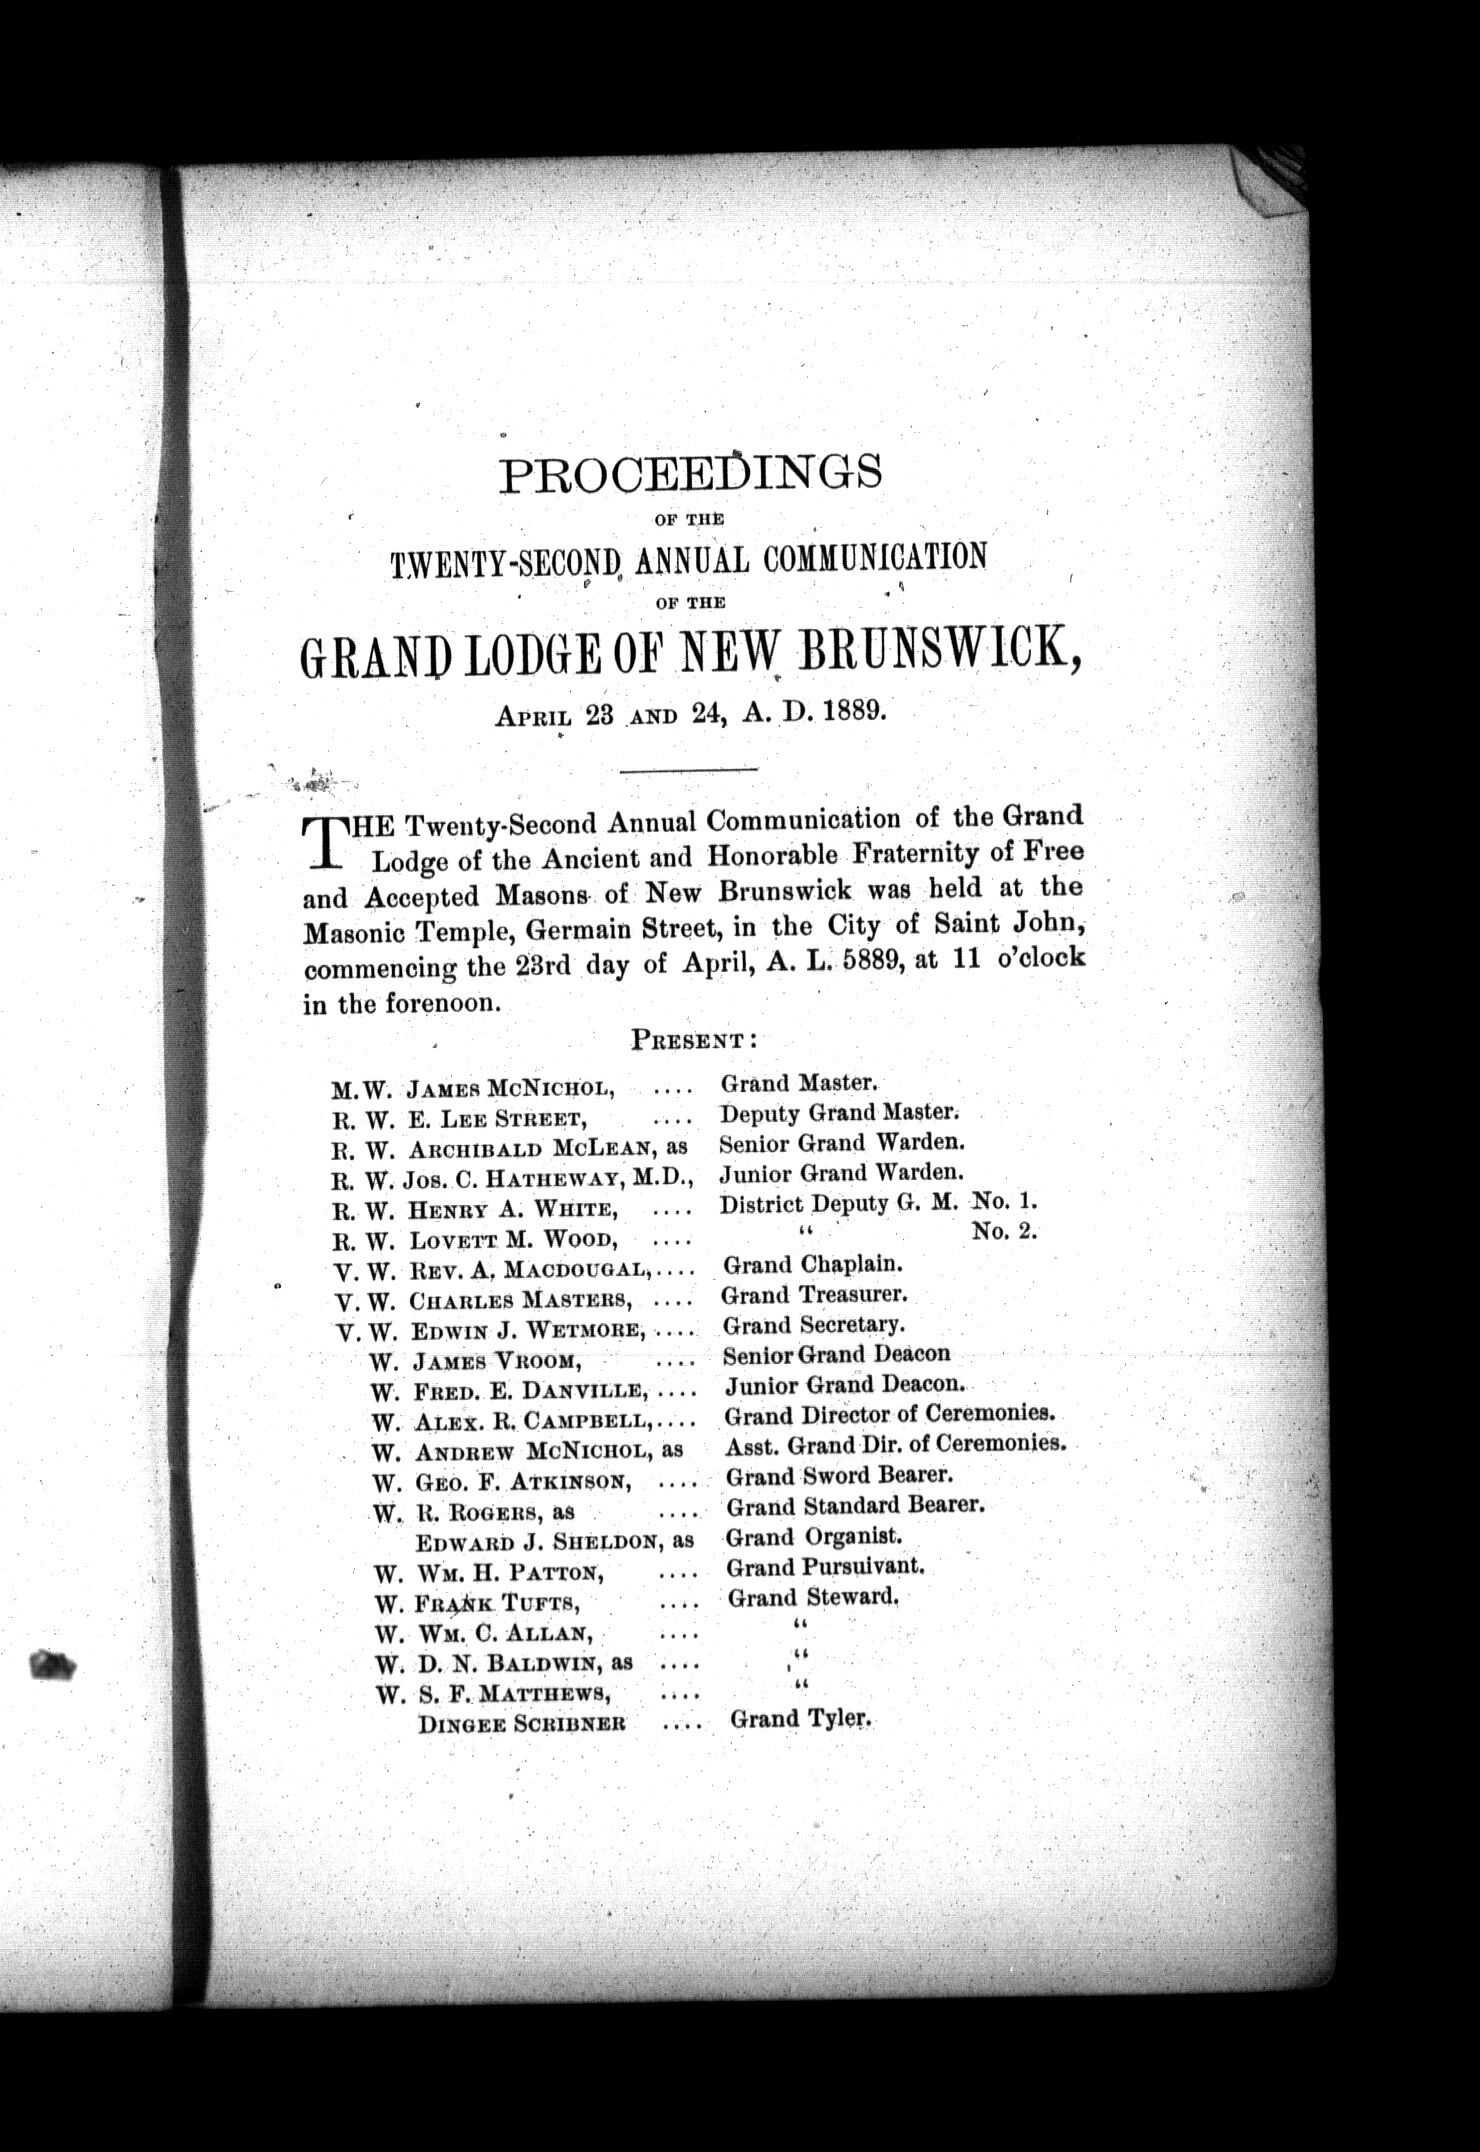 PROCEEDINGS
OF THE
TWENTY-SECOND ANNUAL COMMUNICATION
OF THE
GRAND LODGE OF NEW BRUNSWICK,
APRIL 23 AND 24, A. D. 1889.
THE Twenty-Second Annual Communication of the Grand
Lodge of the Ancient and Honorable Fraternity of Free
and Accepted Masons of New Brunswick was held at the
Masonic Temple, Germain Street, in the City of Saint John,
commencing the 23rd day of April, A. L. 5889, at 11 o'clock
in the forenoon.
PRESENT:
M. W. JAMES MCNICHOL, .... Grand Master.
R. W. E. LEE STREET, .... Deputy Grand Master.
R. W. ARCHIBALD MCLEAN, as Senior Grand Warden.
R. W. JOS. C. HATHEWAY, M.D., Junior Grand Warden.
R. W. HENRY A. WHITE, .... District Deputy G. M. No. 1.
R. W. LOVETT M. WOOD, .... " No. 2.
V. W. REV. A. MACDOUGAL, .... Grand Chaplain.
V. W. CHARLES MASTERS, .... Grand Treasurer.
V. W. EDWIN J. WETMORE, .... Grand Secretary.
W. JAMES VROOM, .... Senior Grand Deacon
W. FRED. E. DANVILLE, .... Junior Grand Deacon.
W. ALEX. R. CAMPBELL, .... Grand Director of Ceremonies.
W. ANDREW MCNICHOL, as Asst. Grand Dir. of Ceremonies.
W. GEO. F. ATKINSON, .... Grand Sword Bearer.
W. R. ROGERS, as .... Grand Standard Bearer.
EDWARD J. SHELDON, as Grand Organist.
W. WM. H. PATTON, .... Grand Pursuivant.
W. FRANK TUFTS, .... Grand Steward.
W. WM. C. ALLAN, .... "
W. D. N. BALDWIN, as .... "
W. S. F. MATTHEWS, .... "
DINGEE SCRIBNER .... Grand Tyler.